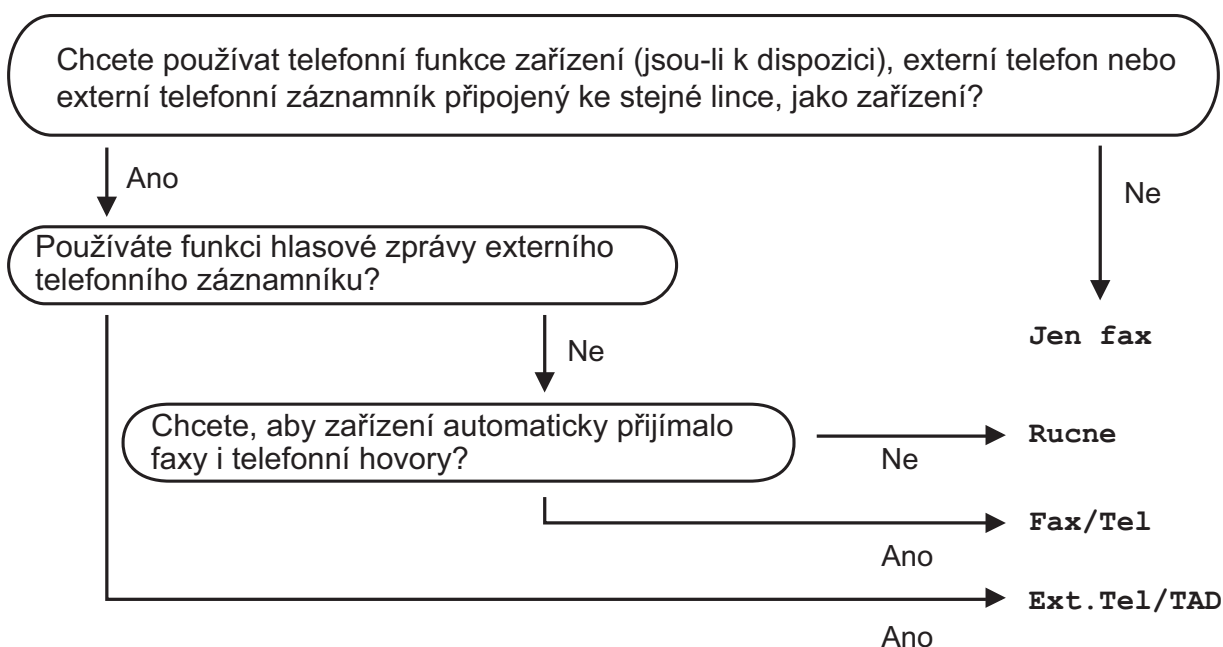 Chcete používat telefonní funkce zařízení (jsou-li k dispozici), externí telefon nebo
externí telefonní záznamník připojený ke stejné lince, jako zařízení?
Ano
Ne
Používáte funkci hlasové zprávy externího
telefonního záznamníku?
Jen fax
Ne
Chcete, aby zařízení automaticky přijímalo
faxy i telefonní hovory?
Rucne
Ne
Fax/Tel
Ano
Ext.Tel/TAD
Ano